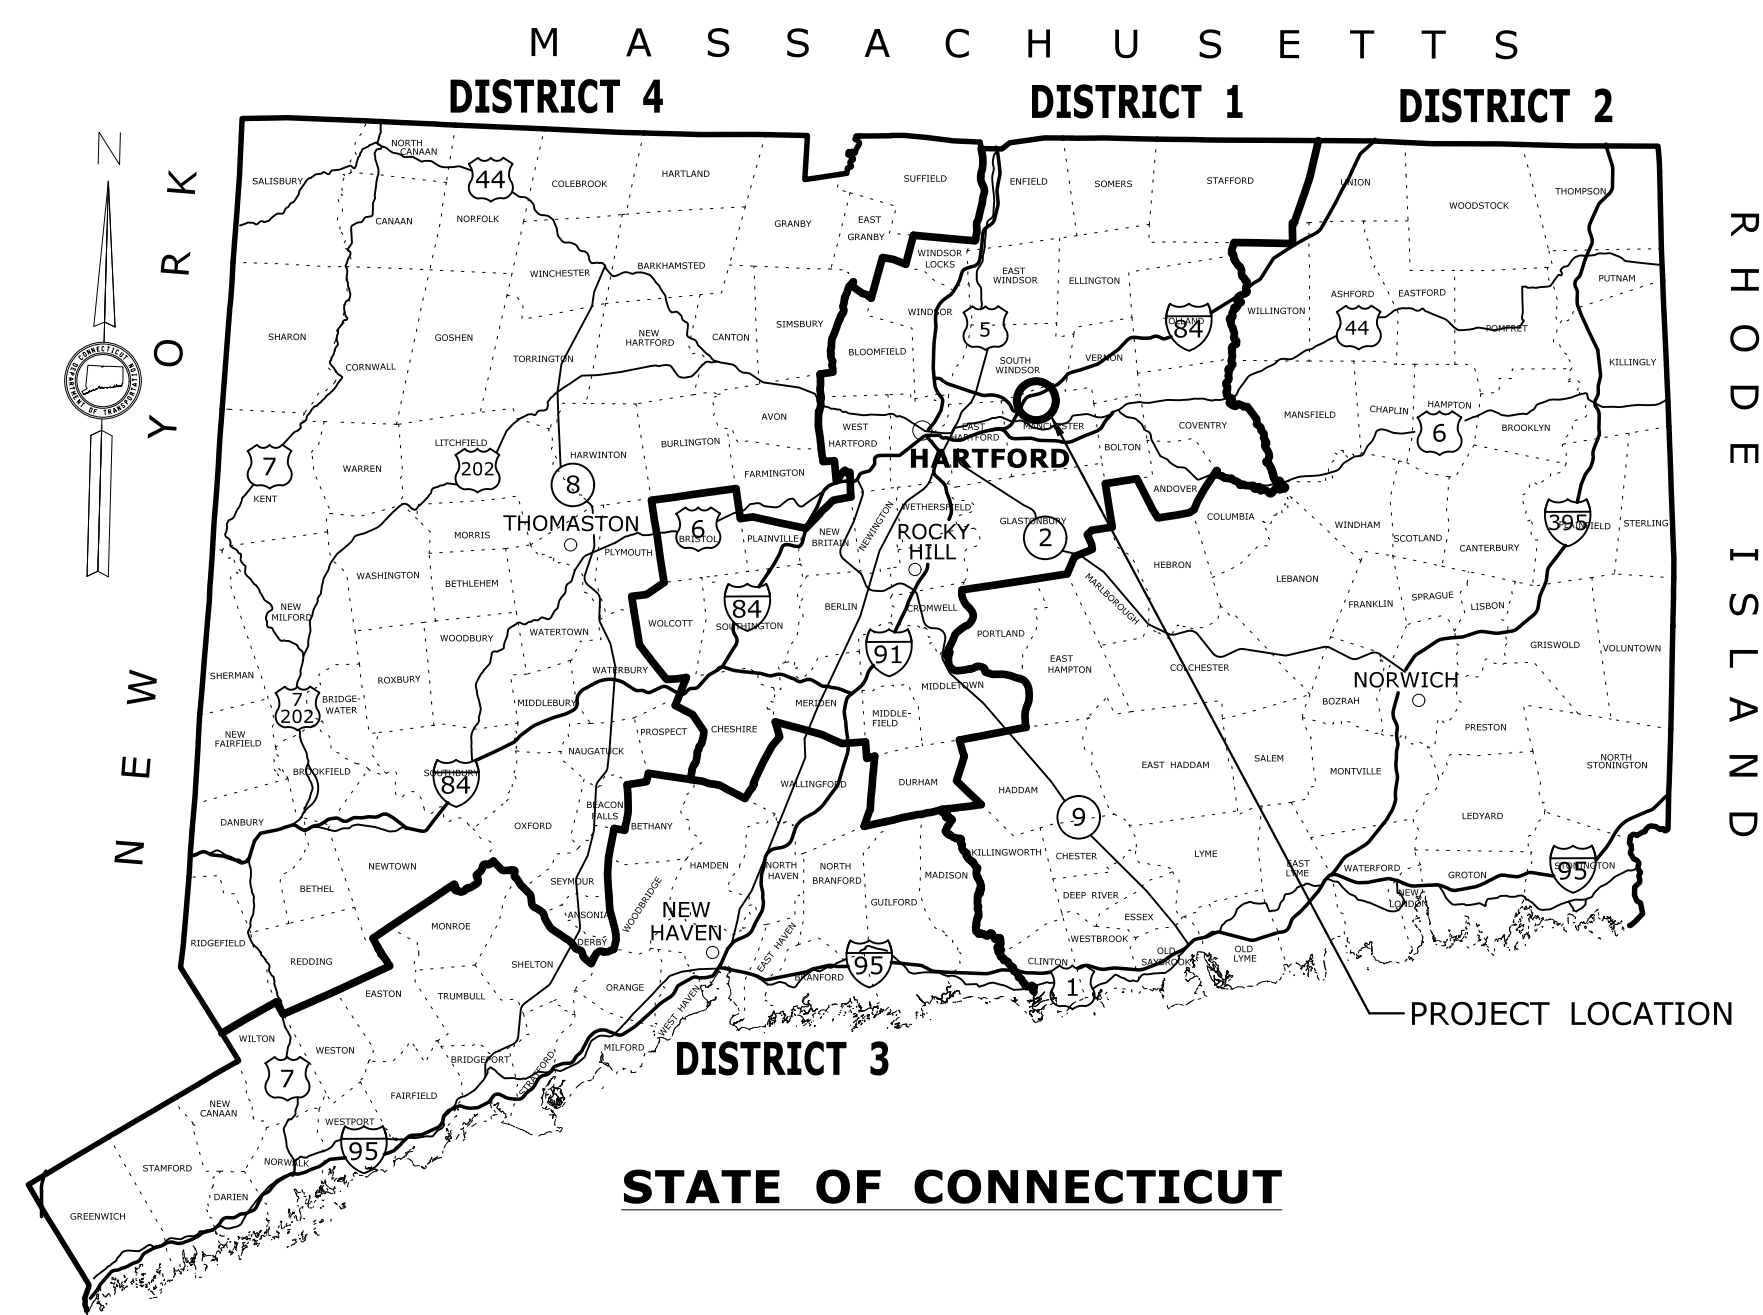 M A S S A C H U S E T T S
DISTRICT 4
DISTRICT 1
DISTRICT 2
N
NEW YORK
RHODE ISLAND
CONNECTICUT
DEPARTMENT OF TRANSPORTATION
NORTH
CANAAN
SALISBURY
44
COLEBROOK
HARTLAND
SUFFIELD
ENFIELD
SOMERS
STAFFORD
UNION
WOODSTOCK
THOMPSON
CANAAN
NORFOLK
GRANBY
EAST
GRANBY
WINDSOR
LOCKS
WINCHESTER
BARKHAMSTED
EAST
WINDSOR
ELLINGTON
ASHFORD
EASTFORD
PUTNAM
SHARON
GOSHEN
NEW
HARTFORD
CANTON
SIMSBURY
WINDSOR
5
TOLLAND
84
WILLINGTON
44
POMFRET
CORNWALL
TORRINGTON
BLOOMFIELD
SOUTH
WINDSOR
VERNON
KILLINGLY
AVON
WEST
HARTFORD
EAST
HARTFORD
MANCHESTER
COVENTRY
MANSFIELD
CHAPLIN
HAMPTON
6
BROOKLYN
HARTFORD
BOLTON
7
KENT
WARREN
LITCHFIELD
202
HARWINTON
8
BURLINGTON
FARMINGTON
ANDOVER
THOMASTON
MORRIS
PLYMOUTH
6
BRISTOL
PLAINVILLE
NEW
BRITAIN
NEWINGTON
WETHERSFIELD
ROCKY
HILL
GLASTONBURY
2
COLUMBIA
WINDHAM
SCOTLAND
CANTERBURY
395
PLAINFIELD
STERLING
WASHINGTON
BETHLEHEM
HEBRON
LEBANON
MARLBOROUGH
FRANKLIN
SPRAGUE
LISBON
NEW
MILFORD
WOODBURY
WATERTOWN
WOLCOTT
84
SOUTHINGTON
BERLIN
CROMWELL
PORTLAND
91
EAST
HAMPTON
COLCHESTER
GRISWOLD
VOLUNTOWN
SHERMAN
ROXBURY
WATERBURY
MIDDLETOWN
NORWICH
BOZRAH
7
202
BRIDGE-
WATER
MIDDLEBURY
MERIDEN
MIDDLE-
FIELD
PRESTON
NEW
FAIRFIELD
NAUGATUCK
PROSPECT
CHESHIRE
BROOKFIELD
SOUTHBURY
84
WALLINGFORD
DURHAM
HADDAM
EAST HADDAM
SALEM
MONTVILLE
NORTH
STONINGTON
DANBURY
OXFORD
BEACON
FALLS
BETHANY
9
LEDYARD
NEWTOWN
BETHEL
SEYMOUR
HAMDEN
NORTH
HAVEN
NORTH
BRANFORD
MADISON
KILLINGWORTH
CHESTER
LYME
EAST
LYME
WATERFORD
GROTON
STONINGTON
95
NEW
LONDON
ANSONIA
WOODBRIDGE
GUILFORD
DEEP RIVER
ESSEX
MONROE
NEW
HAVEN
EAST HAVEN
WESTBROOK
RIDGEFIELD
REDDING
DERBY
SHELTON
95
BRANFORD
CLINTON
1
OLD
SAYBROOK
OLD
LYME
EASTON
TRUMBULL
ORANGE
WEST HAVEN
PROJECT LOCATION
WILTON
WESTON
BRIDGEPORT
STRATFORD
MILFORD
DISTRICT 3
7
FAIRFIELD
NEW
CANAAN
WESTPORT
95
STAMFORD
NORWALK
DARIEN
GREENWICH
STATE OF CONNECTICUT